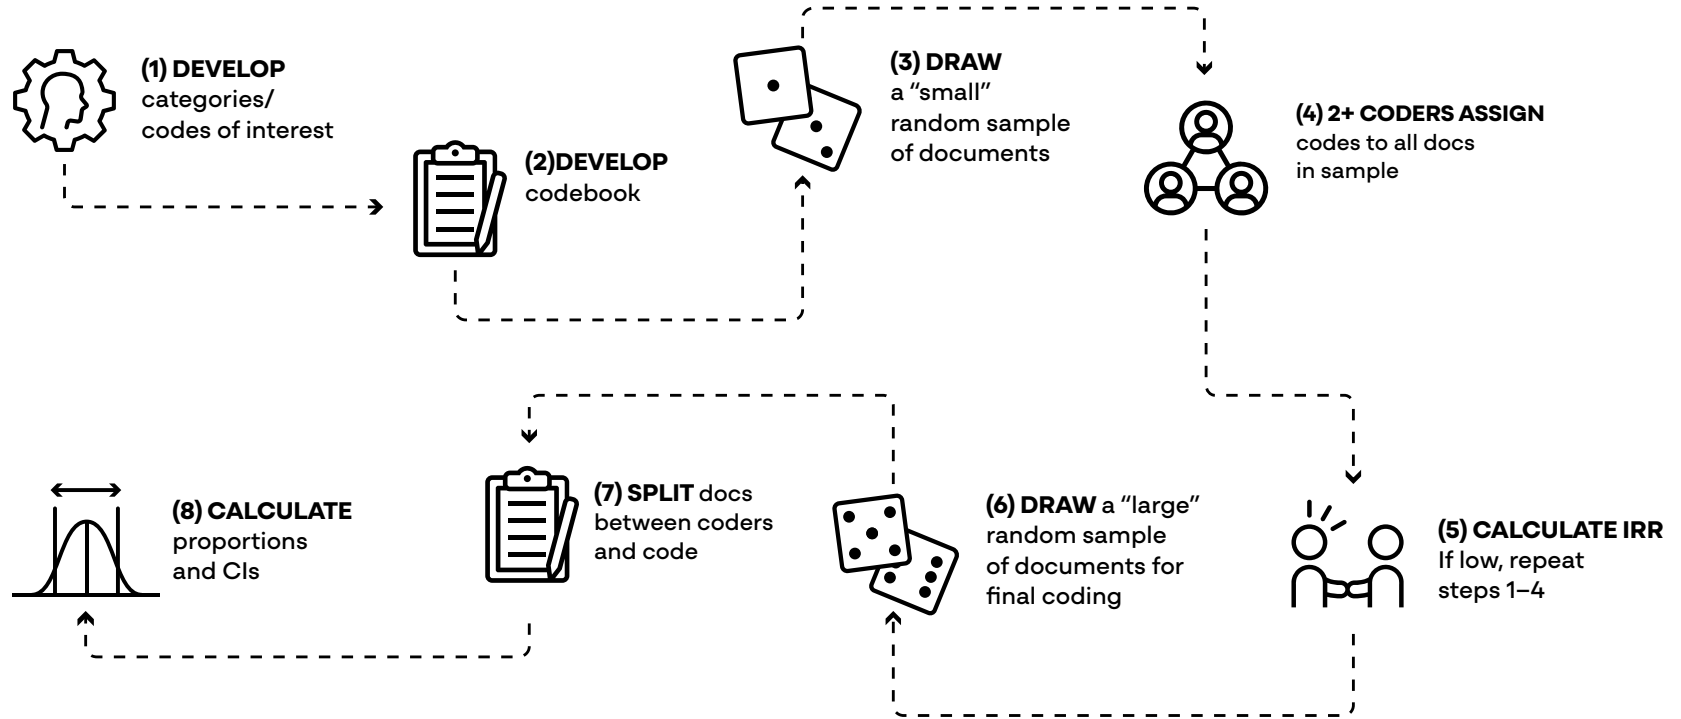 (1) DEVELOP
categories/
codes of interest
(2)DEVELOP
codebook
(3) DRAW
a “small”
random sample
of documents
(4) 2+ CODERS ASSIGN
codes to all docs
in sample
(5) CALCULATE IRR
If low, repeat
steps 1–4
(6) DRAW a “large”
random sample
of documents for
final coding
(7) SPLIT docs
between coders
and code
(8) CALCULATE
proportions
and CIs